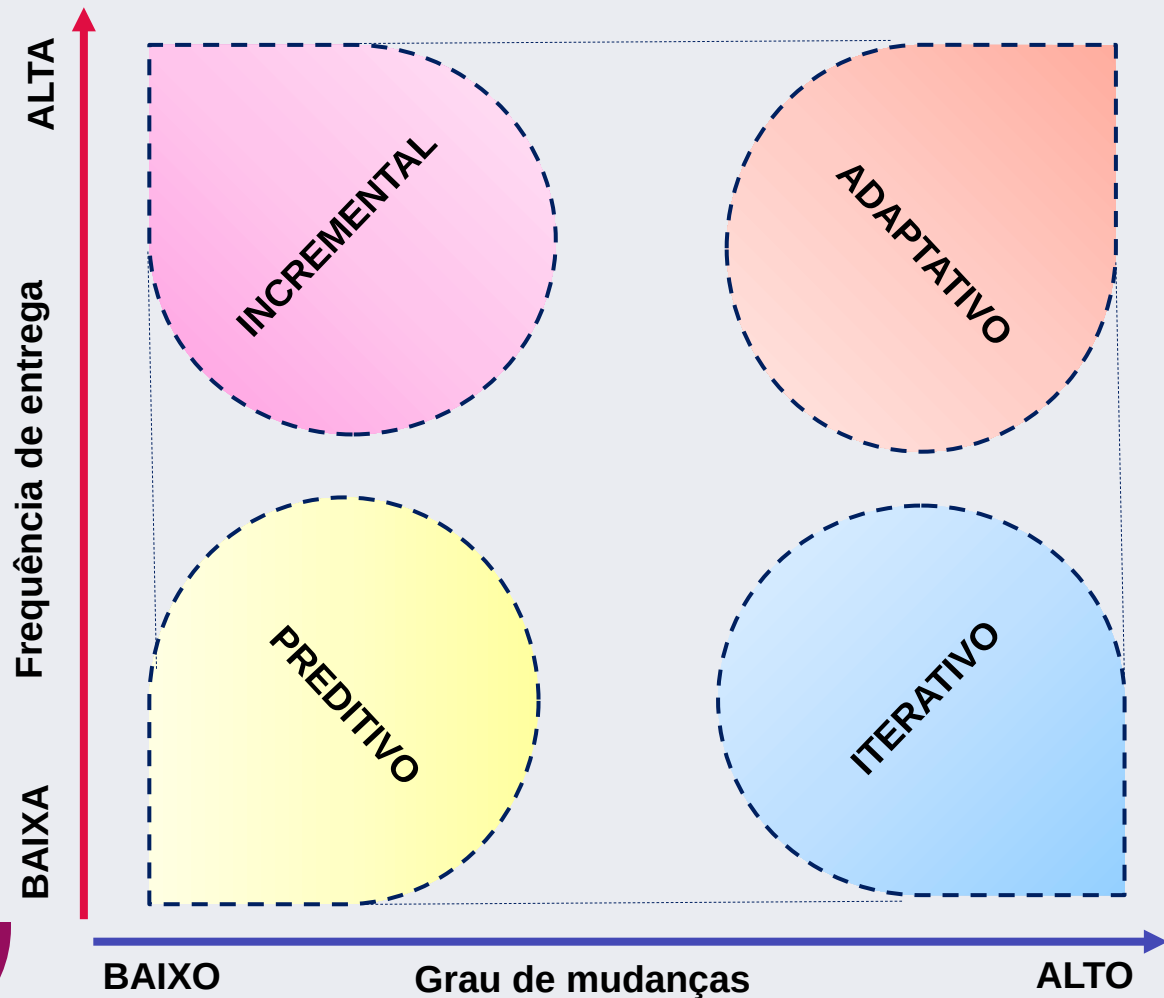 ALTA
Frequência de entrega
BAIXA
INCREMENTAL
ADAPTATIVO
PREDITIVO
ITERATIVO
BAIXO
Grau de mudanças
ALTO